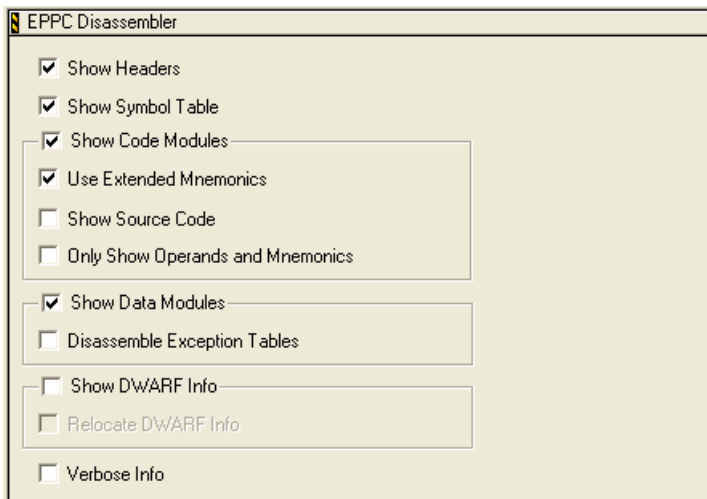 EPPC Disassembler
Show Headers
Show Symbol Table
Show Code Modules
Use Extended Mnemonics
Show Source Code
Only Show Operands and Mnemonics
Show Data Modules
Disassemble Exception Tables
Show DWARF Info
Relocate DWARF Info
Verbose Info